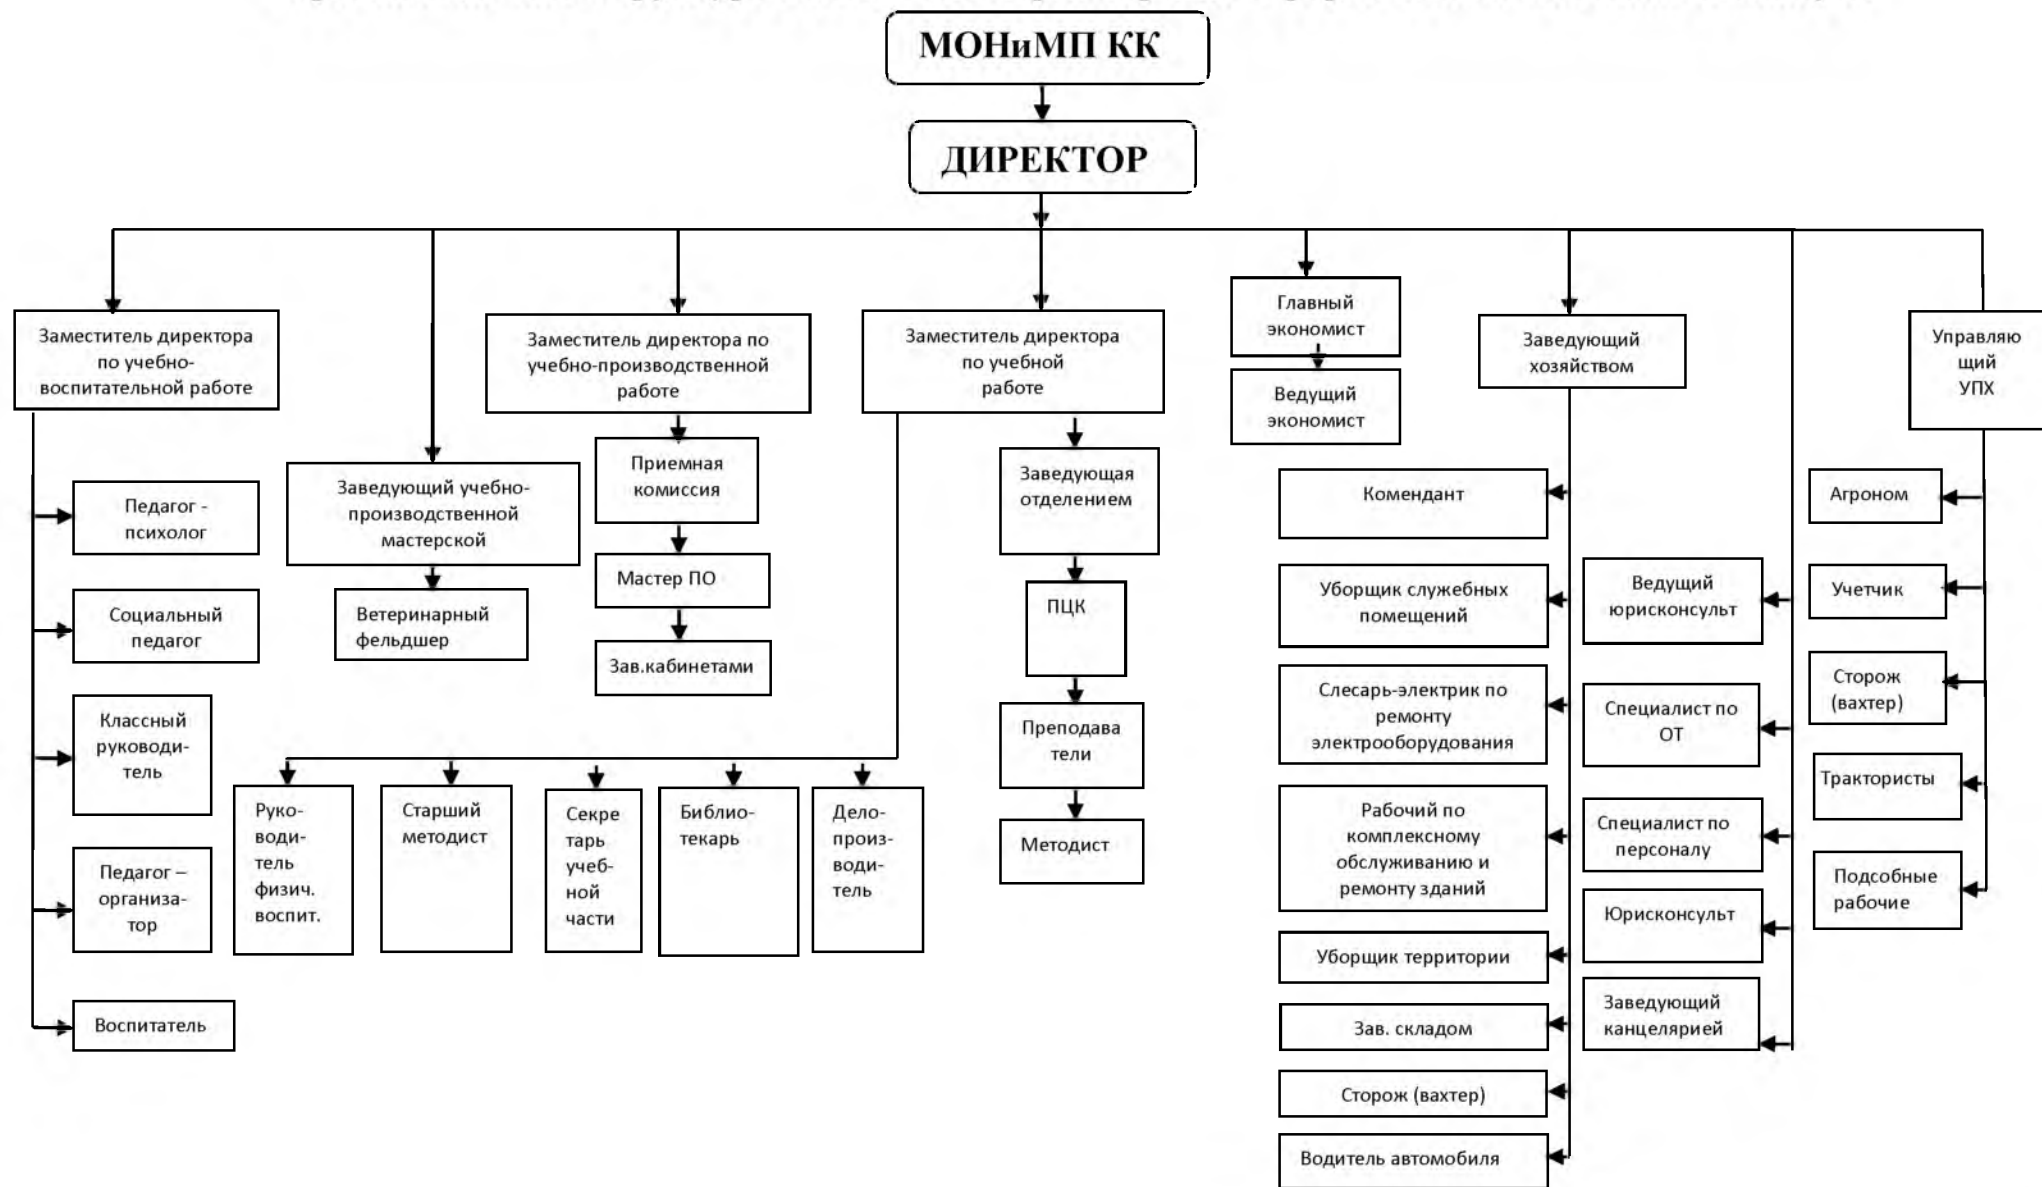 МОНиМП КК
ДИРЕКТОР
Заместитель директора
по учебно-
воспитательной работе
Педагог -
психолог
Социальный
педагог
Классный
руководи-
тель
Педагог –
организа-
тор
Воспитатель
Заведующий учебно-
производственной
мастерской
Ветеринарный
фельдшер
Заместитель директора по
учебно-производственной
работе
Приемная
комиссия
Мастер ПО
Зав.кабинетами
Заместитель директора
по учебной
работе
Руко-
води-
тель
физич.
воспит.
Старший
методист
Секре
тарь
учеб-
ной
части
Библио-
текарь
Дело-
произ-
води-
тель
Заведующая
отделением
ПЦК
Преподава
тели
Методист
Главный
экономист
Ведущий
экономист
Заведующий
хозяйством
Комендант
Уборщик служебных
помещений
Слесарь-электрик по
ремонту
электрооборудования
Рабочий по
комплексному
обслуживанию и
ремонту зданий
Уборщик территории
Зав. складом
Сторож (вахтер)
Водитель автомобиля
Ведущий
юрисконсульт
Специалист по
ОТ
Специалист по
персоналу
Юрисконсульт
Заведующий
канцелярией
Управляю
щий
УПХ
Агроном
Учетчик
Сторож
(вахтер)
Трактористы
Подсобные
рабочие